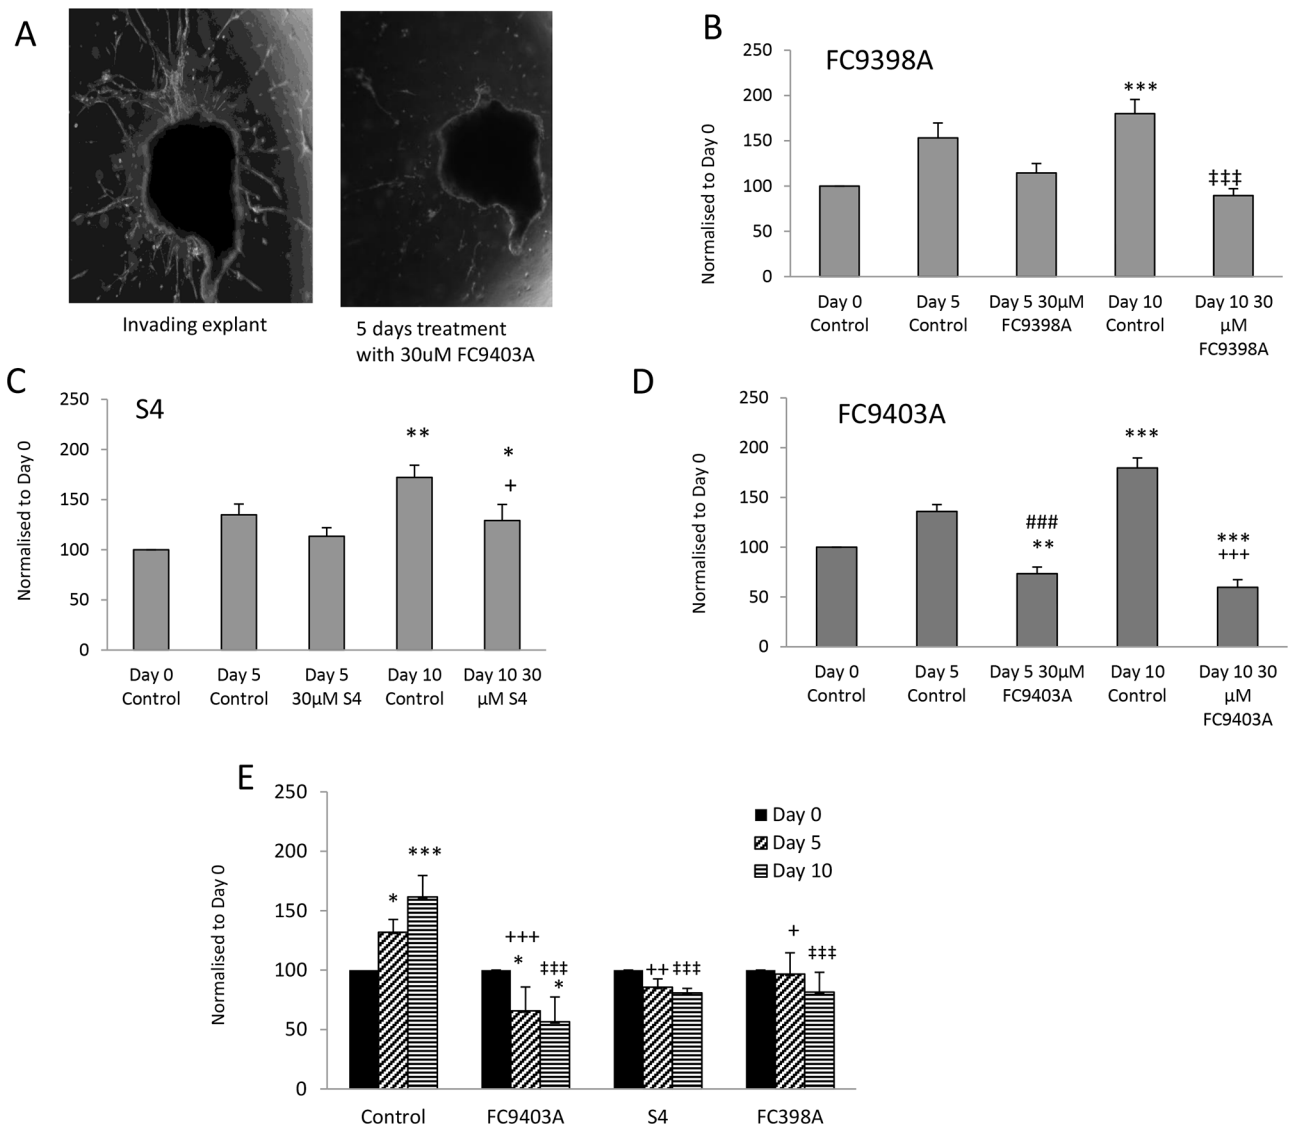 A
Invading explant
5 days treatment
with 30uM FC9403A
B
FC9398A
Normalised to Day 0
250
200
150
100
50
0
***
‡‡‡
Day 0
Control
Day 5
Control
Day 5 30µM
FC9398A
Day 10
Control
Day 10 30
µM
FC9398A
C
S4
Normalised to Day 0
250
200
150
100
50
0
**
*
+
Day 0
Control
Day 5
Control
Day 5
30µM S4
Day 10
Control
Day 10 30
µM S4
D
FC9403A
Normalised to Day 0
250
200
150
100
50
0
###
**
***
***
+++
Day 0
Control
Day 5
Control
Day 5 30µM
FC9403A
Day 10
Control
Day 10 30
µM
FC9403A
E
Normalised to Day 0
250
200
150
100
50
0
Day 0
Day 5
Day 10
*
***
+++
*
‡‡‡
*
++
‡‡‡
+
‡‡‡
Control
FC9403A
S4
FC398A